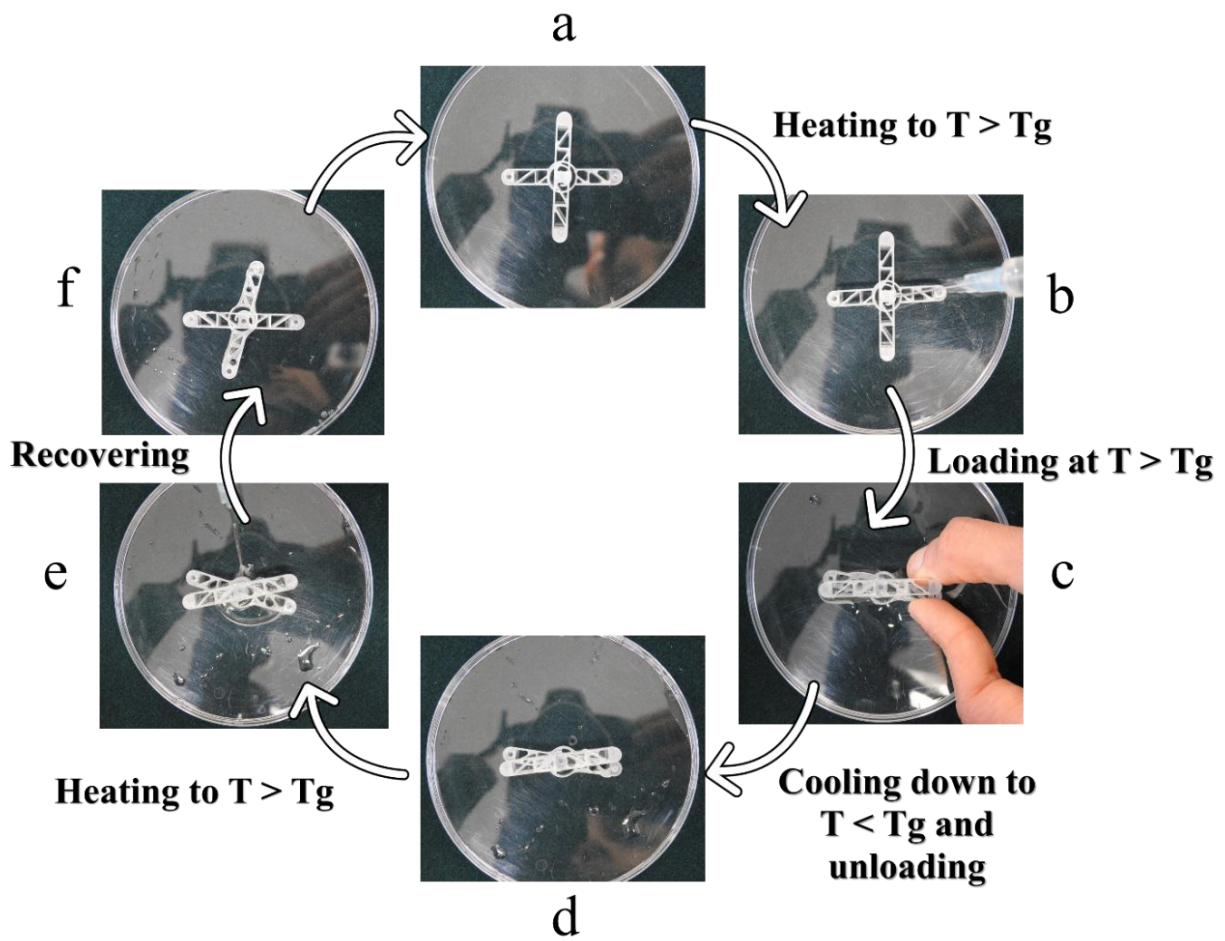 a
Heating to T > Tg
b
Loading at T > Tg
c
Cooling down to
T < Tg and
unloading
d
Heating to T > Tg
e
Recovering
f